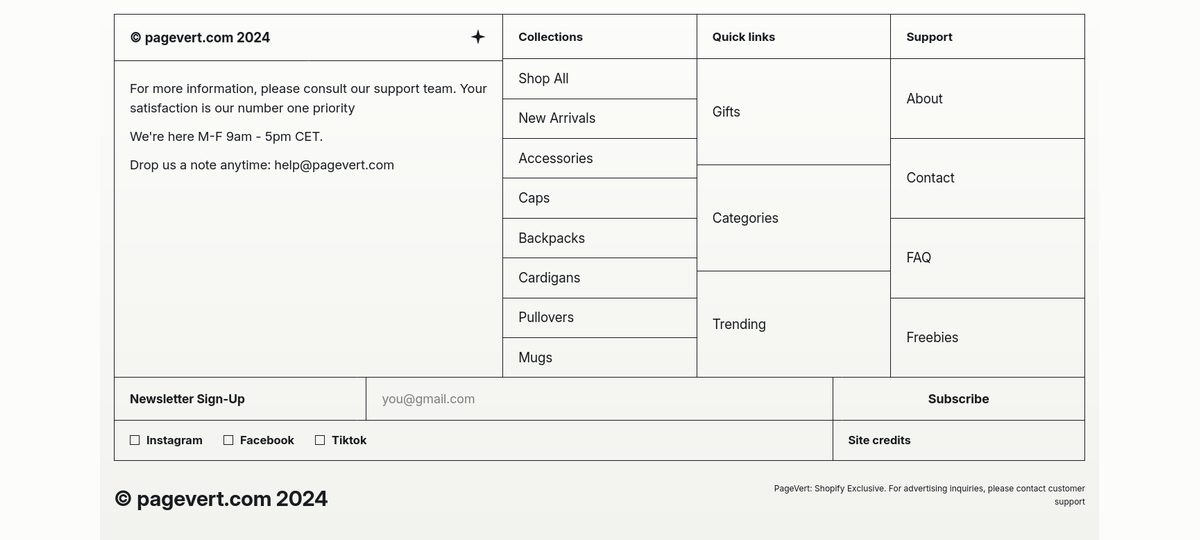 © pagevert.com 2024
For more information, please consult our support team. Your
satisfaction is our number one priority
We're here M-F 9am - 5pm CET.
Drop us a note anytime: help@pagevert.com
Collections
Shop All
New Arrivals
Accessories
Caps
Backpacks
Cardigans
Pullovers
Mugs
Quick links
Gifts
Categories
Trending
Support
About
Contact
FAQ
Freebies
Newsletter Sign-Up
you@gmail.com
Subscribe
Instagram
Facebook
Tiktok
Site credits
© pagevert.com 2024
PageVert: Shopify Exclusive. For advertising inquiries, please contact customer
support